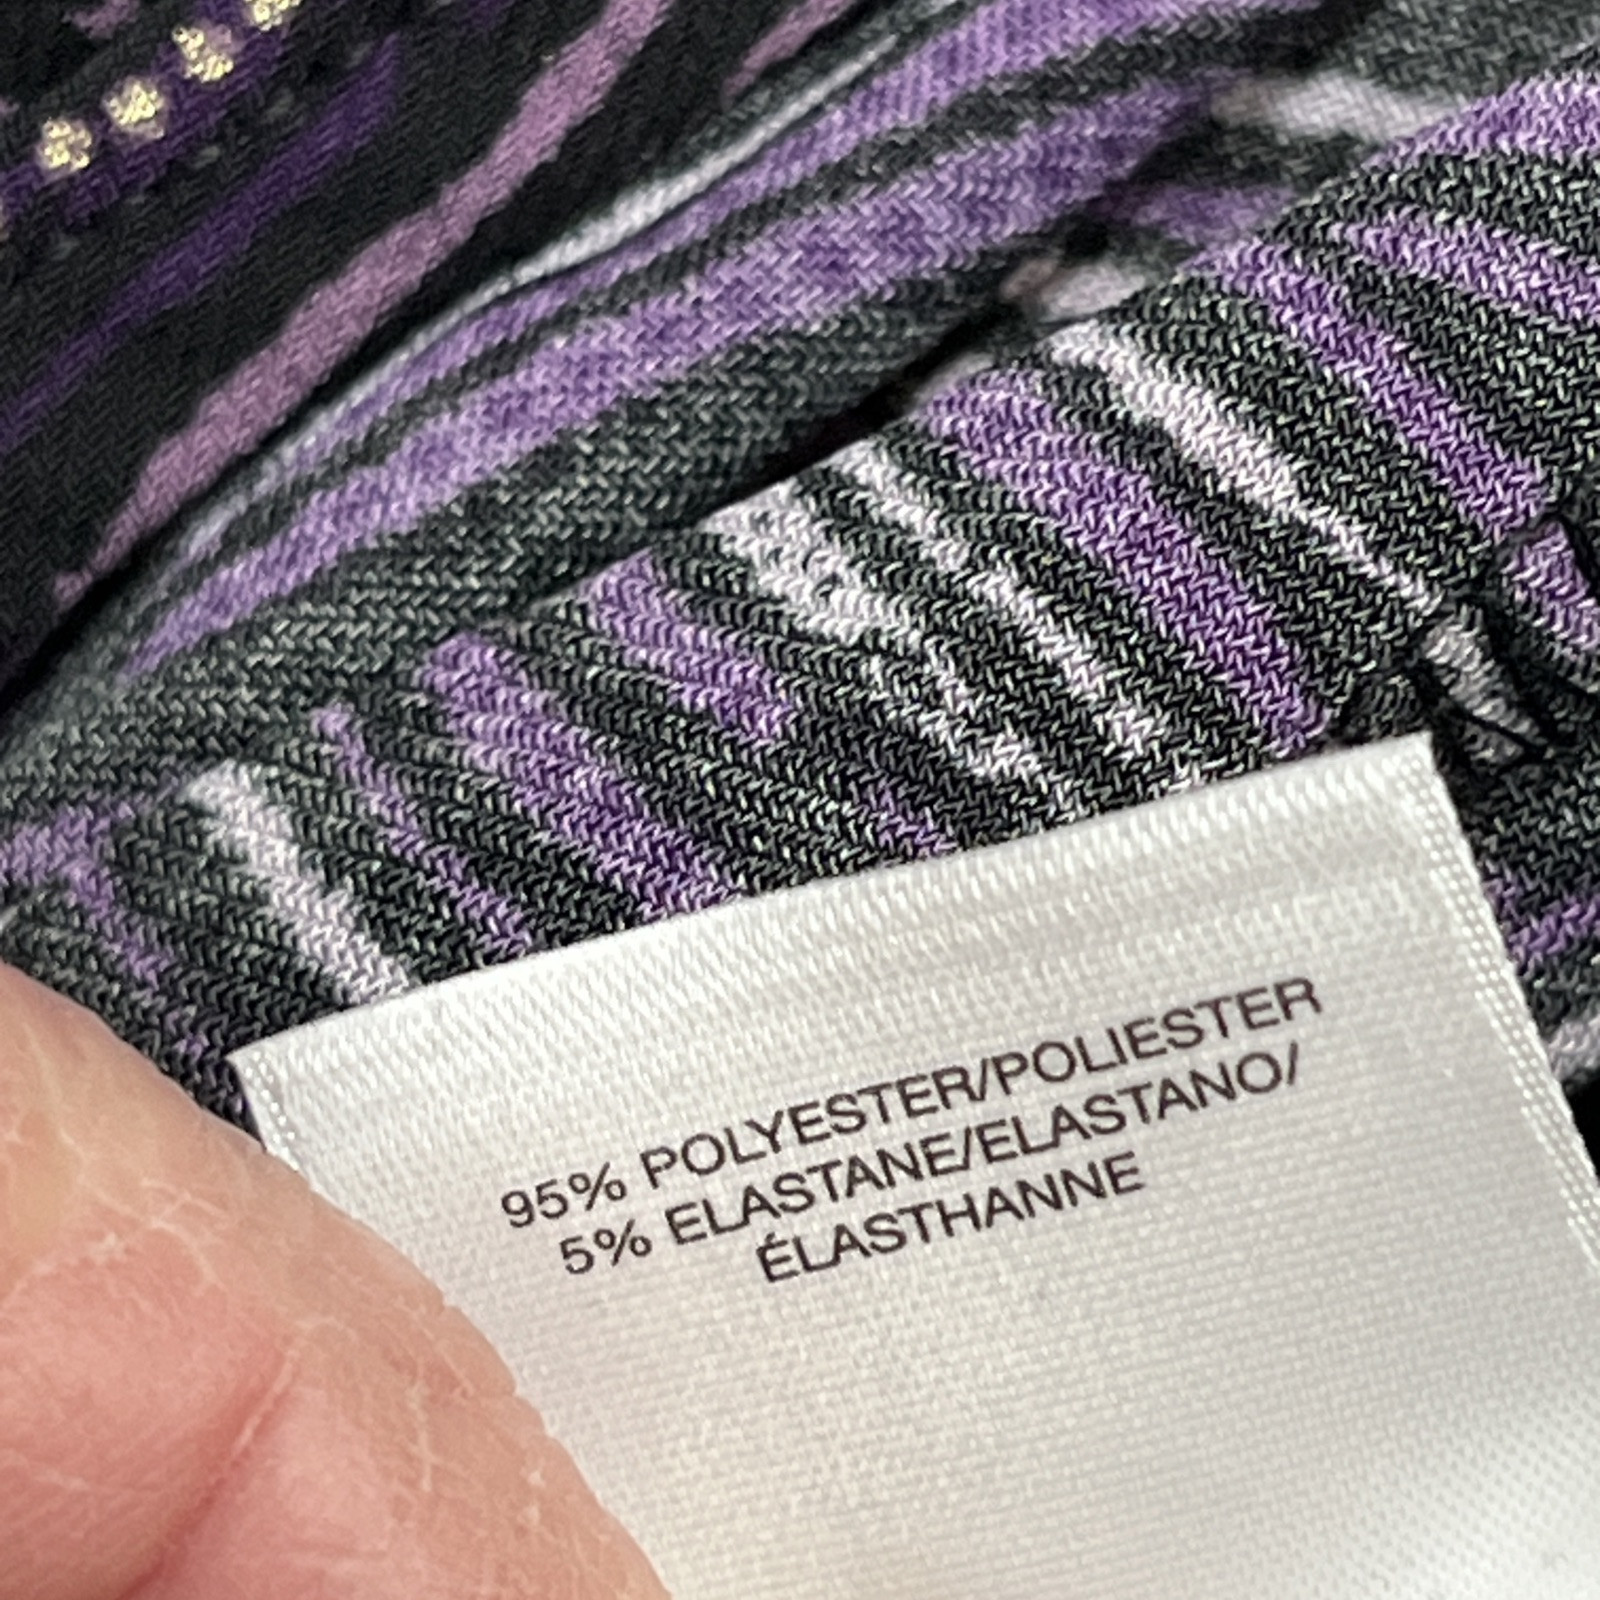 95% POLYESTER/POLIESTER
5% ELASTANE/ELASTANO/
ÉLASTHANNE